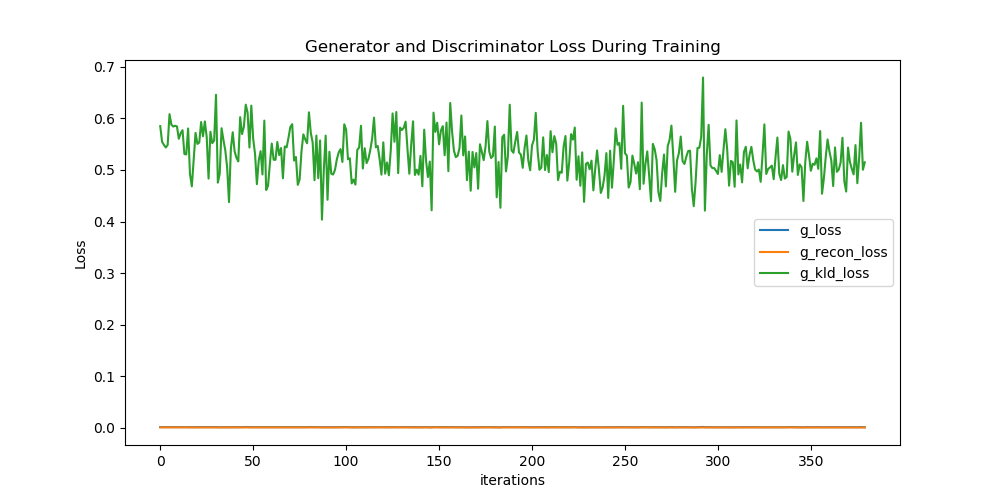 Generator and Discriminator Loss During Training
0.7
0.6
0.5
0.4
0.3
0.2
0.1
0.0
Loss
g_loss
g_recon_loss
g_kld_loss
0 50 100 150 200 250 300 350
iterations